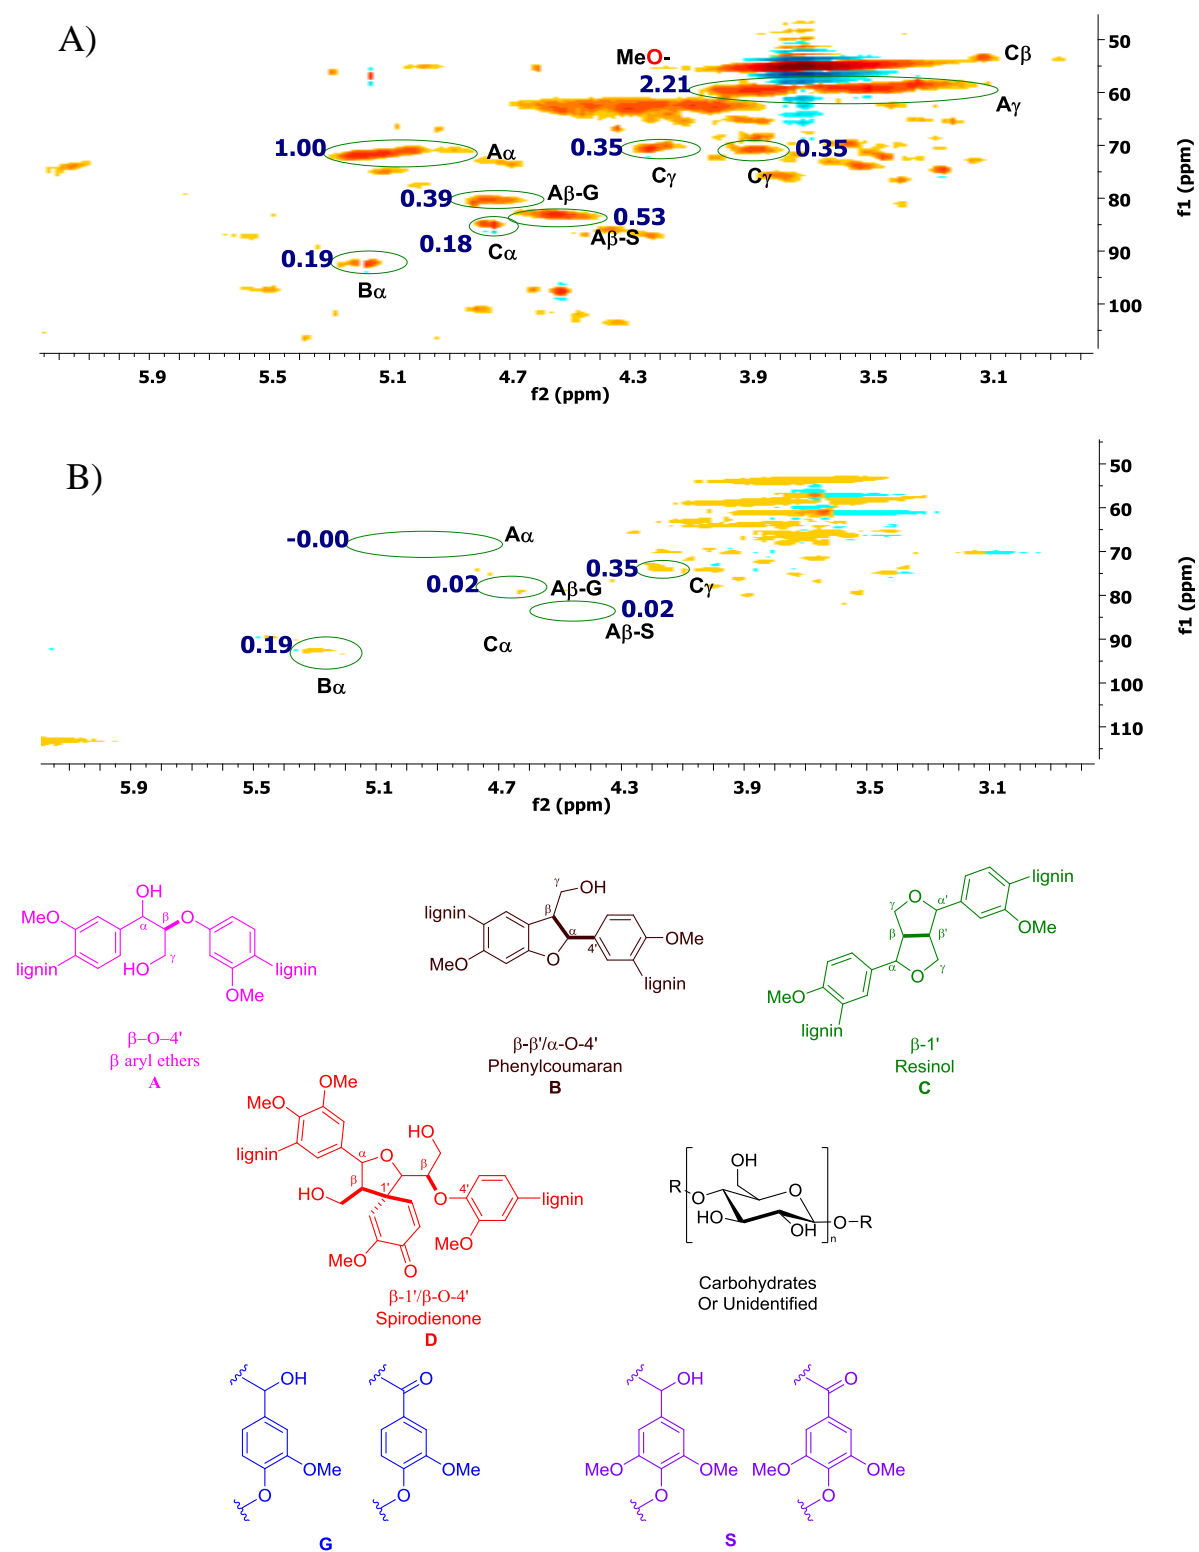 A)
MeO-
Cβ
2.21
Aγ
1.00
Aα
0.35
Cγ
0.35
Cγ
0.39
Aβ-G
0.53
Aβ-S
0.18
Cα
0.19
Bα
50
60
70
80
90
100
f1 (ppm)
5.9 5.5 5.1 4.7 4.3 3.9 3.5 3.1
f2 (ppm)
B)
-0.00
Aα
0.02
Aβ-G
0.35
Cγ
0.02
Aβ-S
Cα
0.19
Bα
50
60
70
80
90
100
110
f1 (ppm)
5.9 5.5 5.1 4.7 4.3 3.9 3.5 3.1
f2 (ppm)
OH
MeO
α
β
O
γ
HO
lignin
lignin
OMe
β–O–4'
β aryl ethers
A
γ
OH
lignin
β
α
4'
OMe
MeO
O
lignin
β-β'/α-O-4'
Phenylcoumaran
B
lignin
O
γ
α'
OMe
β
β'
α
γ
O
MeO
lignin
β-1'
Resinol
C
OMe
MeO
HO
lignin
α
O
β
β
4'
lignin
HO
1'
O
OMe
MeO
O
β-1'/β-O-4'
Spirodienone
D
OH
R
O
O
HO
OH
O–R
n
Carbohydrates
Or Unidentified
OH
O
OMe
O
OMe
O
G
OH
MeO
OMe
O
O
MeO
OMe
O
S